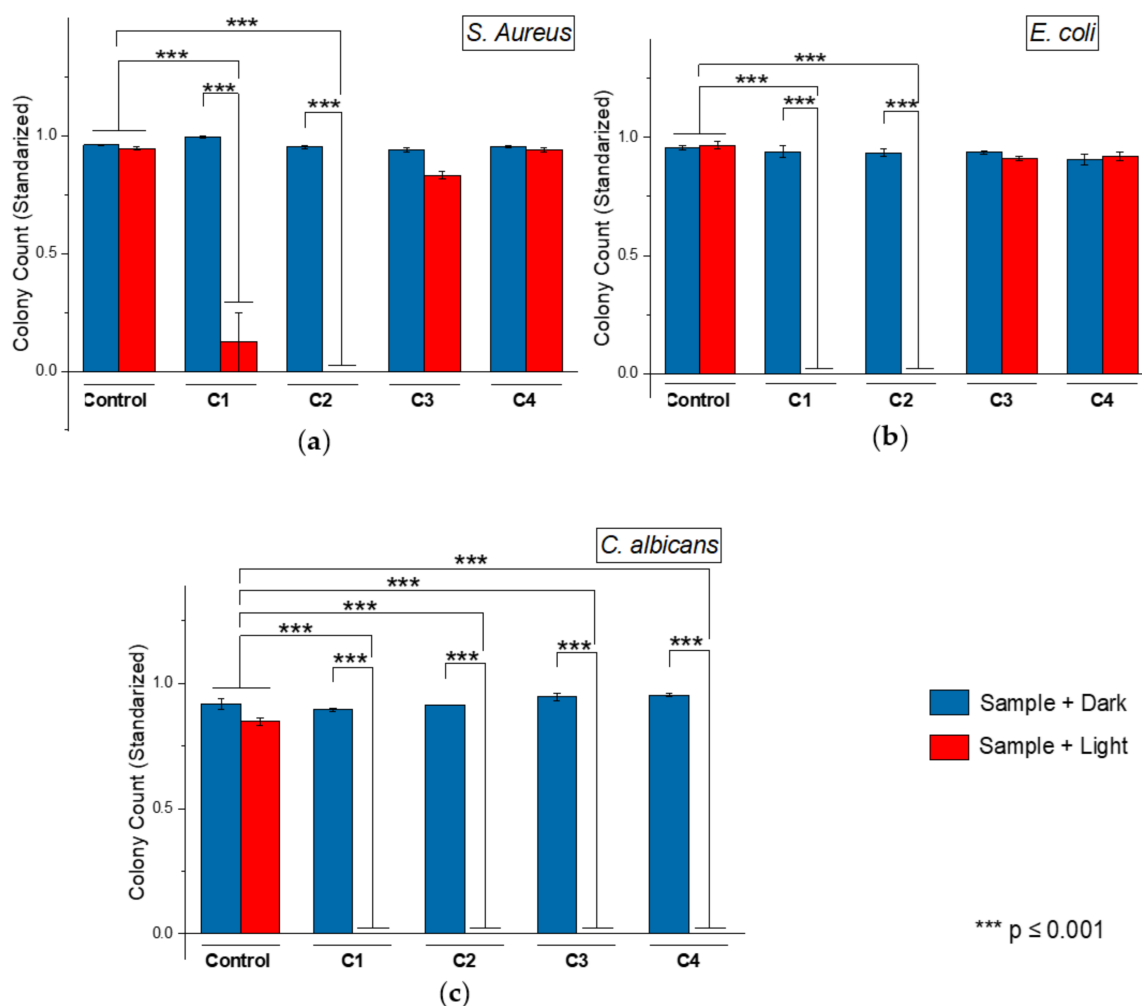 S. Aureus
***
***
*** ***
Colony Count (Standarized)
1.0
0.5
0.0
Control C1 C2 C3 C4
(a)
E. coli
***
***
*** ***
Colony Count (Standarized)
1.0
0.5
0.0
Control C1 C2 C3 C4
(b)
C. albicans
***
***
***
***
*** *** *** ***
Colony Count (Standarized)
1.0
0.5
0.0
Control C1 C2 C3 C4
(c)
Sample + Dark
Sample + Light
*** p ≤ 0.001